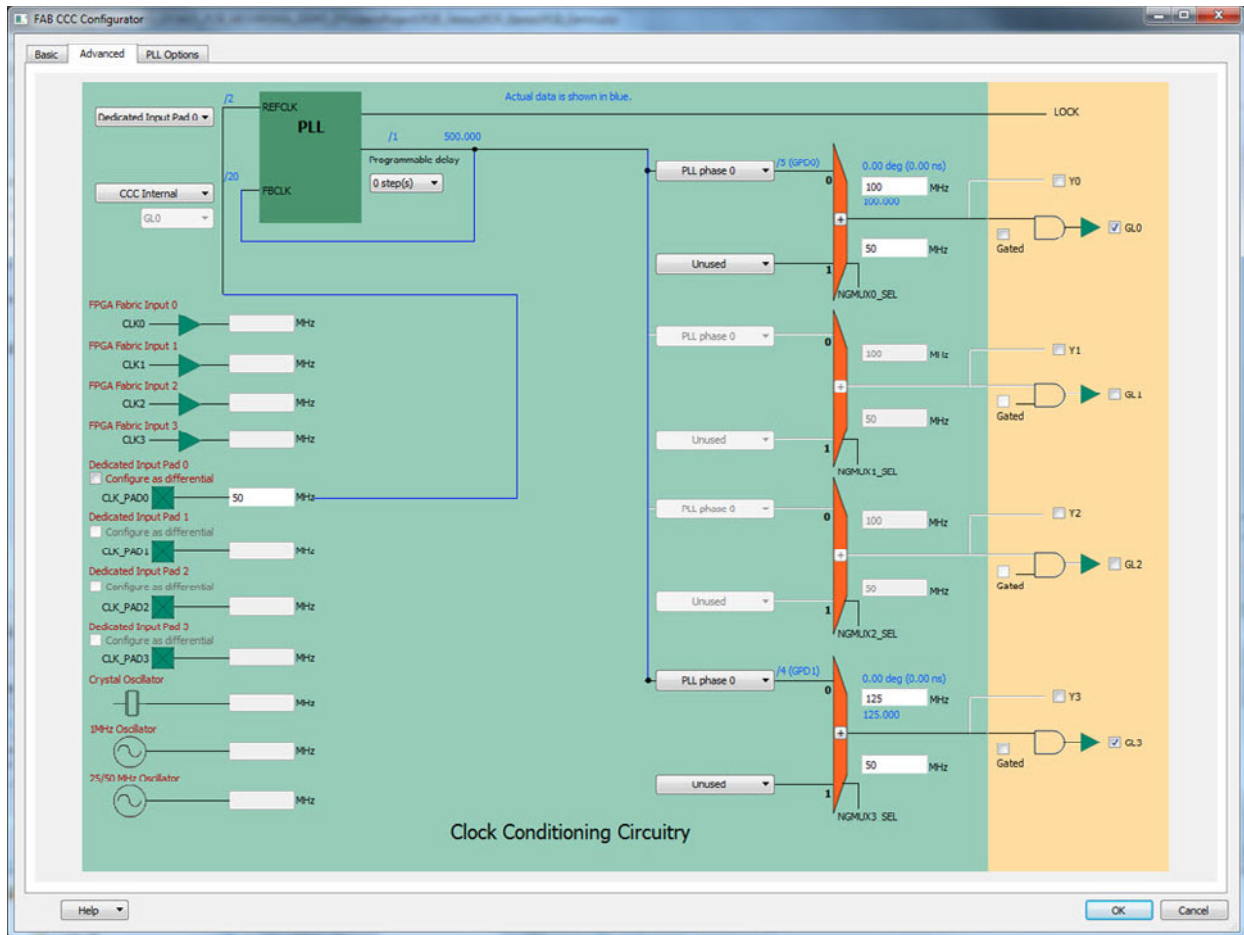 FAB CCC Configurator
Basic Advanced PLL Options
Actual data is shown in blue.
Dedicated Input Pad 0
/2
REFCLK
PLL
LOCK
/1 500.000
Programmable delay
0 step(s)
CCC Internal
/20
FBCLK
GL0
PLL phase 0
/5 (GPD0)
0
0.00 deg (0.00 ns)
100 MHz
100.000
Y0
Gated
GL0
50 MHz
Unused
1
NGMUX0_SEL
FPGA Fabric Input 0
CLK0 MHz
FPGA Fabric Input 1
CLK1 MHz
FPGA Fabric Input 2
CLK2 MHz
FPGA Fabric Input 3
CLK3 MHz
PLL phase 0
0
100 MHz
Y1
Gated
GL1
50 MHz
Unused
1
NGMUX1_SEL
Dedicated Input Pad 0
Configure as differential
CLK_PAD0 50 MHz
Dedicated Input Pad 1
Configure as differential
CLK_PAD1 MHz
Dedicated Input Pad 2
Configure as differential
CLK_PAD2 MHz
Dedicated Input Pad 3
Configure as differential
CLK_PAD3 MHz
PLL phase 0
0
100 MHz
Y2
Gated
GL2
50 MHz
Unused
1
NGMUX2_SEL
Crystal Oscillator
MHz
1MHz Oscillator
MHz
25/50 MHz Oscillator
MHz
PLL phase 0
/4 (GPD1)
0
0.00 deg (0.00 ns)
125 MHz
125.000
Y3
Gated
GL3
50 MHz
Unused
1
NGMUX3_SEL
Clock Conditioning Circuitry
Help OK Cancel